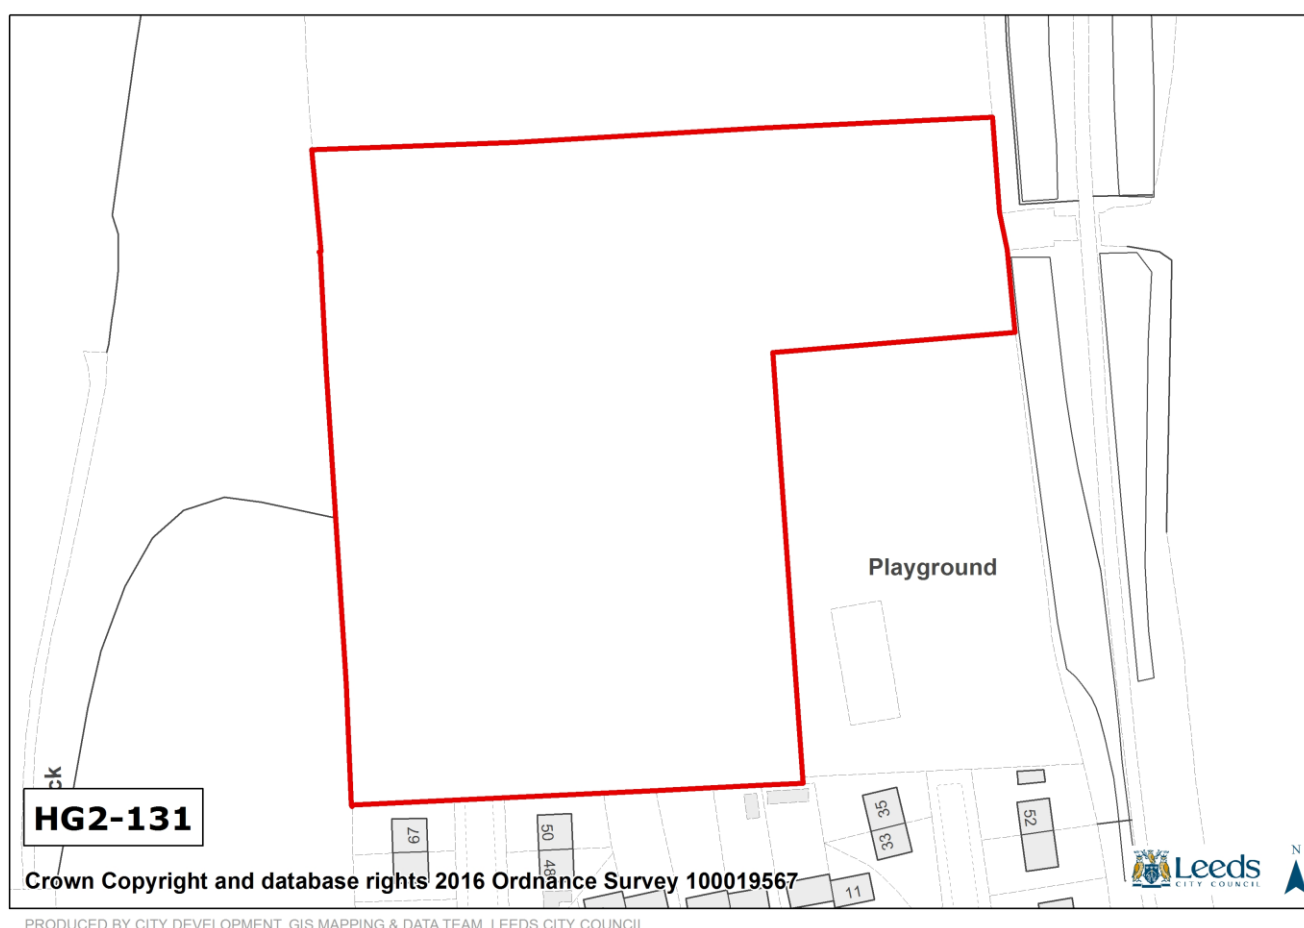 Playground
ck
HG2-131
67
50
48
35
33
52
11
Crown Copyright and database rights 2016 Ordnance Survey 100019567
Leeds
CITY COUNCIL
N
PRODUCED BY CITY DEVELOPMENT, GIS MAPPING & DATA TEAM, LEEDS CITY COUNCIL